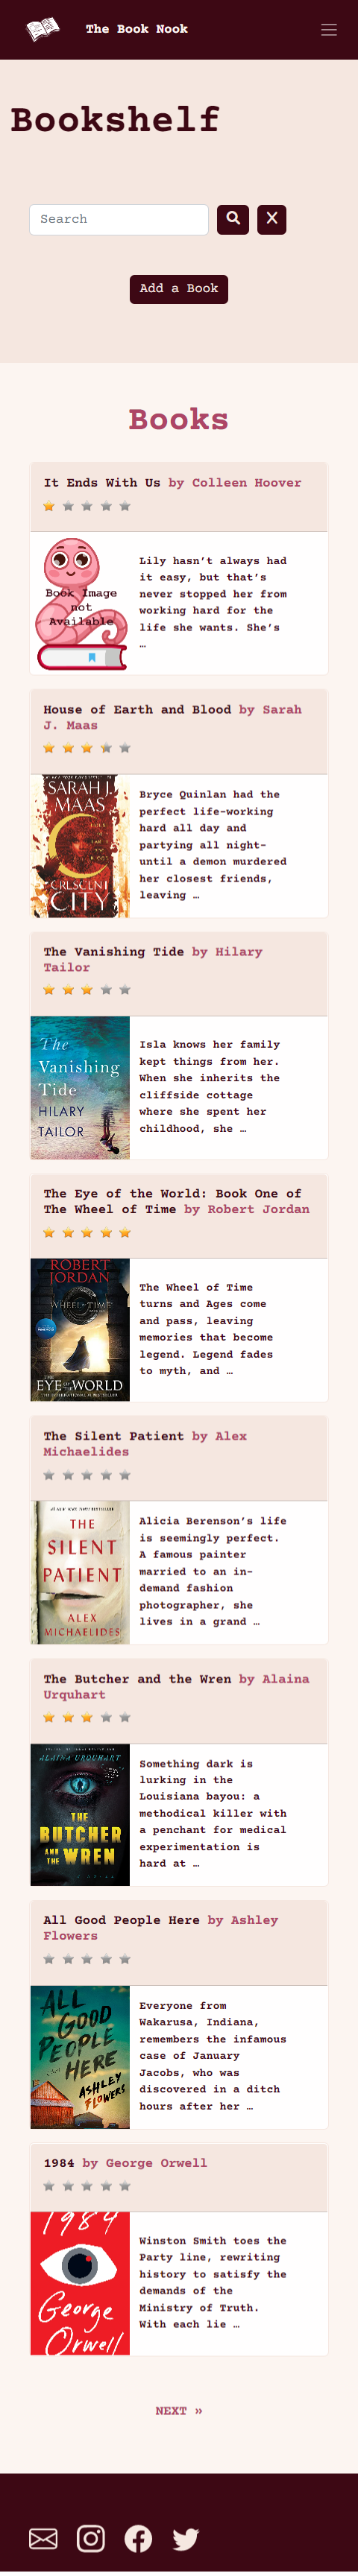 The Book Nook
Bookshelf
Search
Add a Book
Books
It Ends With Us by Colleen Hoover
Book Image
not
Available
Lily hasn’t always had
it easy, but that’s
never stopped her from
working hard for the
life she wants. She’s
…
House of Earth and Blood by Sarah
J. Maas
SARAH J.
MAAS
CRESCENT
CITY
Bryce Quinlan had the
perfect life-working
hard all day and
partying all night-
until a demon murdered
her closest friends,
leaving …
The Vanishing Tide by Hilary
Tailor
The
Vanishing
Tide
HILARY
TAILOR
Isla knows her family
kept things from her.
When she inherits the
cliffside cottage
where she spent her
childhood, she …
The Eye of the World: Book One of
The Wheel of Time by Robert Jordan
ROBERT
JORDAN
WHEEL OF TIME
THE
EYE OF THE WORLD
The Wheel of Time
turns and Ages come
and pass, leaving
memories that become
legend. Legend fades
to myth, and …
The Silent Patient by Alex
Michaelides
THE
SILENT
PATIENT
ALEX
MICHAELIDES
Alicia Berenson’s life
is seemingly perfect.
A famous painter
married to an in-
demand fashion
photographer, she
lives in a grand …
The Butcher and the Wren by Alaina
Urquhart
ALAINA URQUHART
THE
BUTCHER
AND THE WREN
Something dark is
lurking in the
Louisiana bayou: a
methodical killer with
a penchant for medical
experimentation is
hard at …
All Good People Here by Ashley
Flowers
ALL
GOOD
PEOPLE
HERE
ASHLEY
FLOWERS
Everyone from
Wakarusa, Indiana,
remembers the infamous
case of January
Jacobs, who was
discovered in a ditch
hours after her …
1984 by George Orwell
1984
George
Orwell
Winston Smith toes the
Party line, rewriting
history to satisfy the
demands of the
Ministry of Truth.
With each lie …
NEXT »